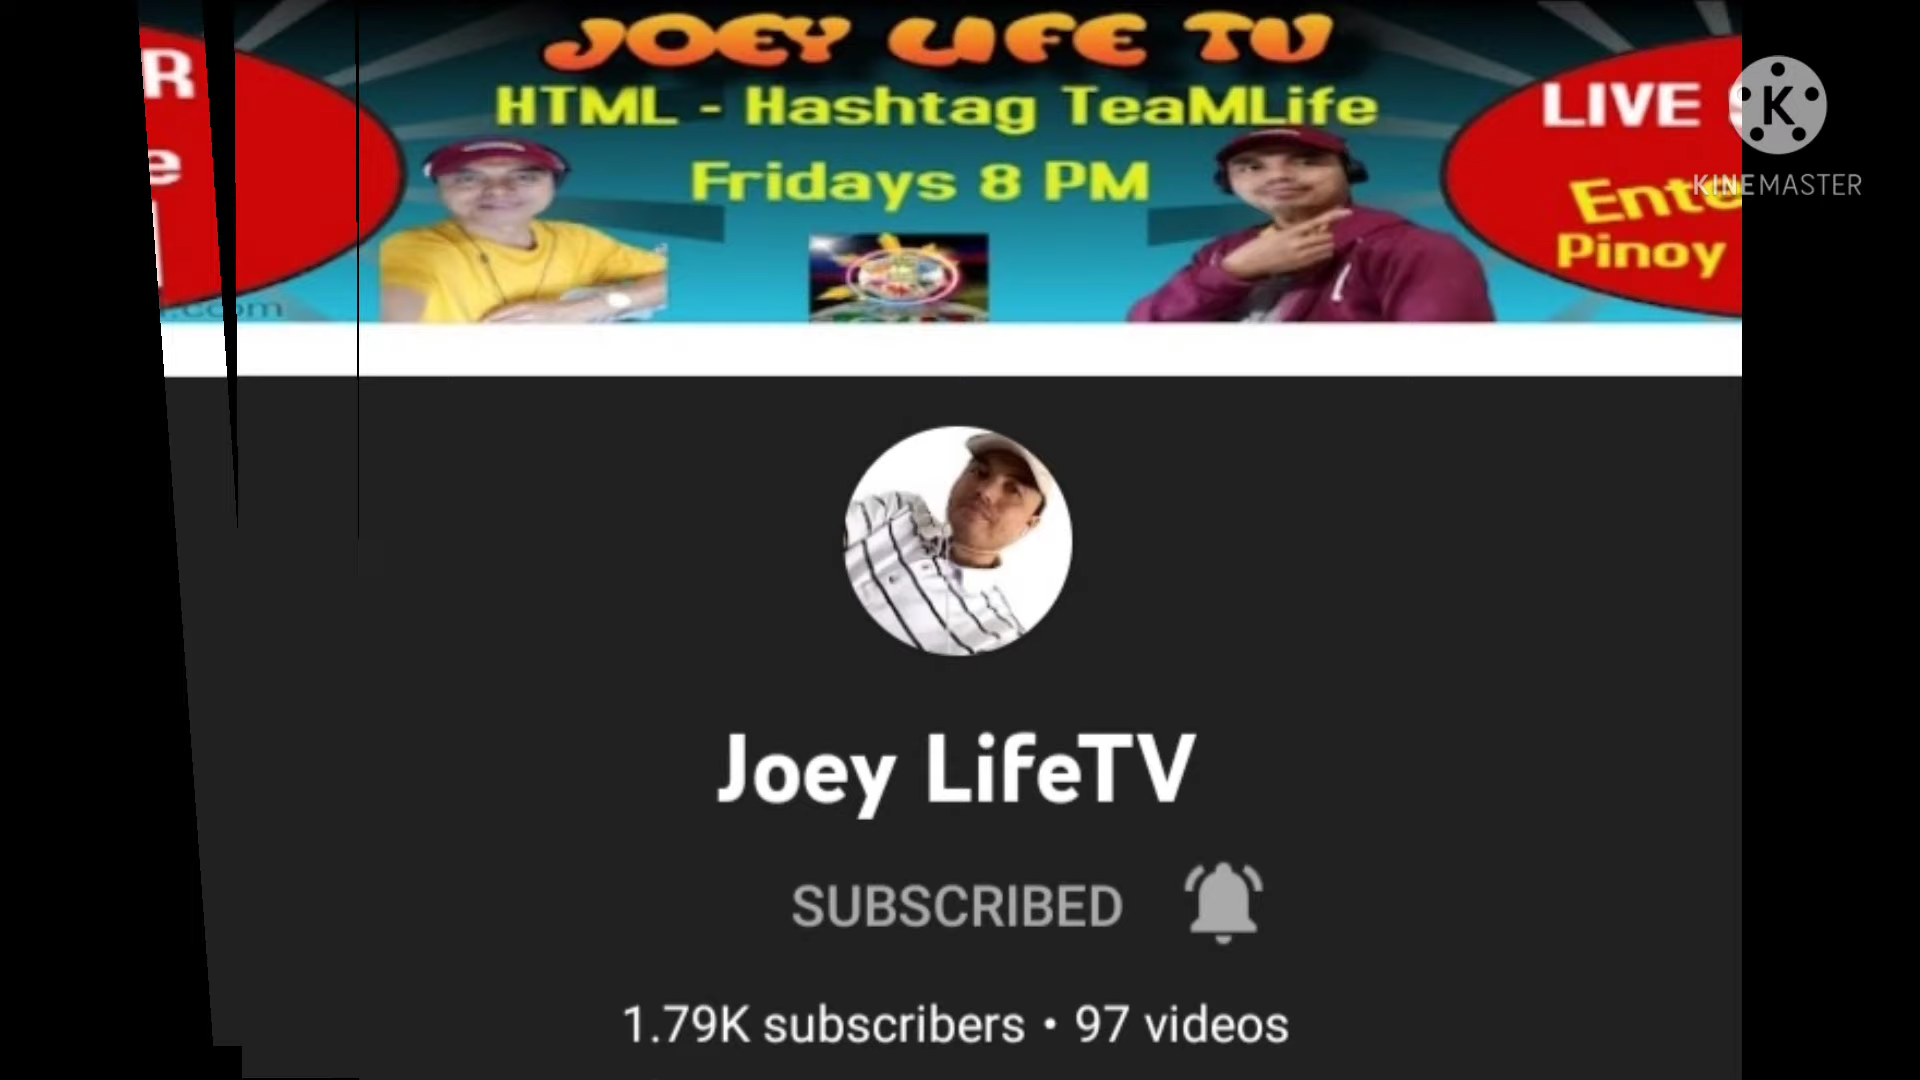 JOEY LIFE TV
HTML - Hashtag TeaMLife
Fridays 8 PM
R
e
LIVE
Pinoy
.com
K
KINEMASTER
Joey LifeTV
SUBSCRIBED
1.79K subscribers • 97 videos